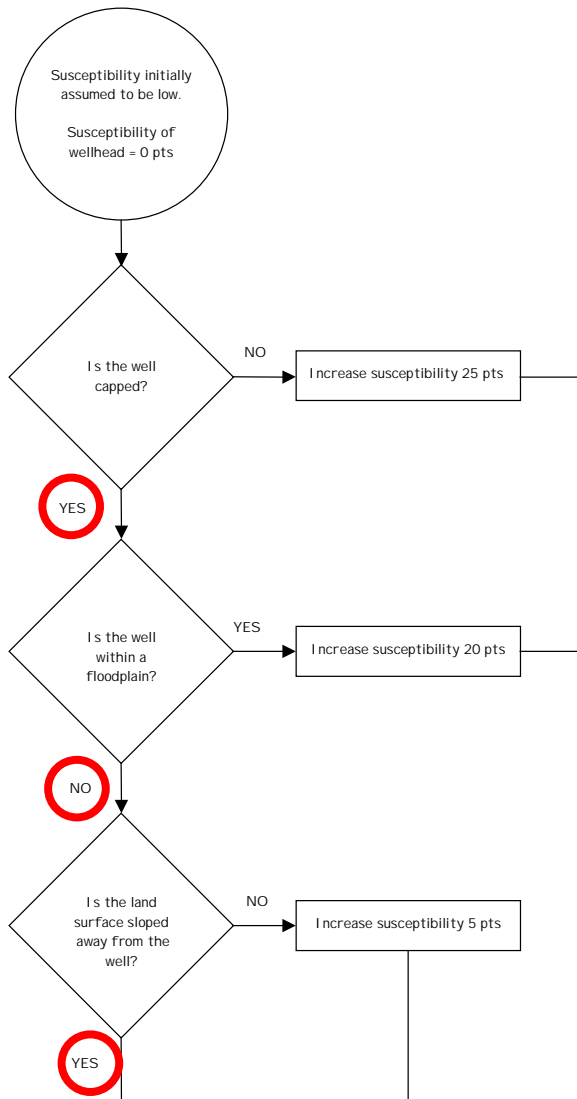 Susceptibility initially
assumed to be low.
Susceptibility of
wellhead = 0 pts
Is the well
capped?
NO
Increase susceptibility 25 pts
YES
Is the well
within a
floodplain?
YES
Increase susceptibility 20 pts
NO
Is the land
surface sloped
away from the
well?
NO
Increase susceptibility 5 pts
YES